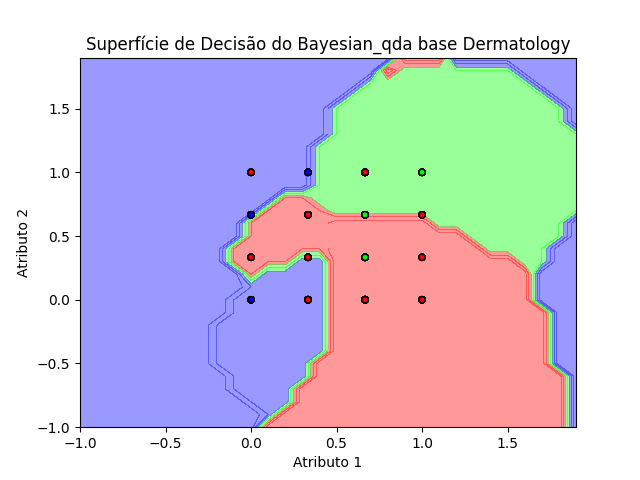 Superfície de Decisão do Bayesian_qda base Dermatology
Atributo 2
1.5
1.0
0.5
0.0
−0.5
−1.0
−1.0 −0.5 0.0 0.5 1.0 1.5
Atributo 1